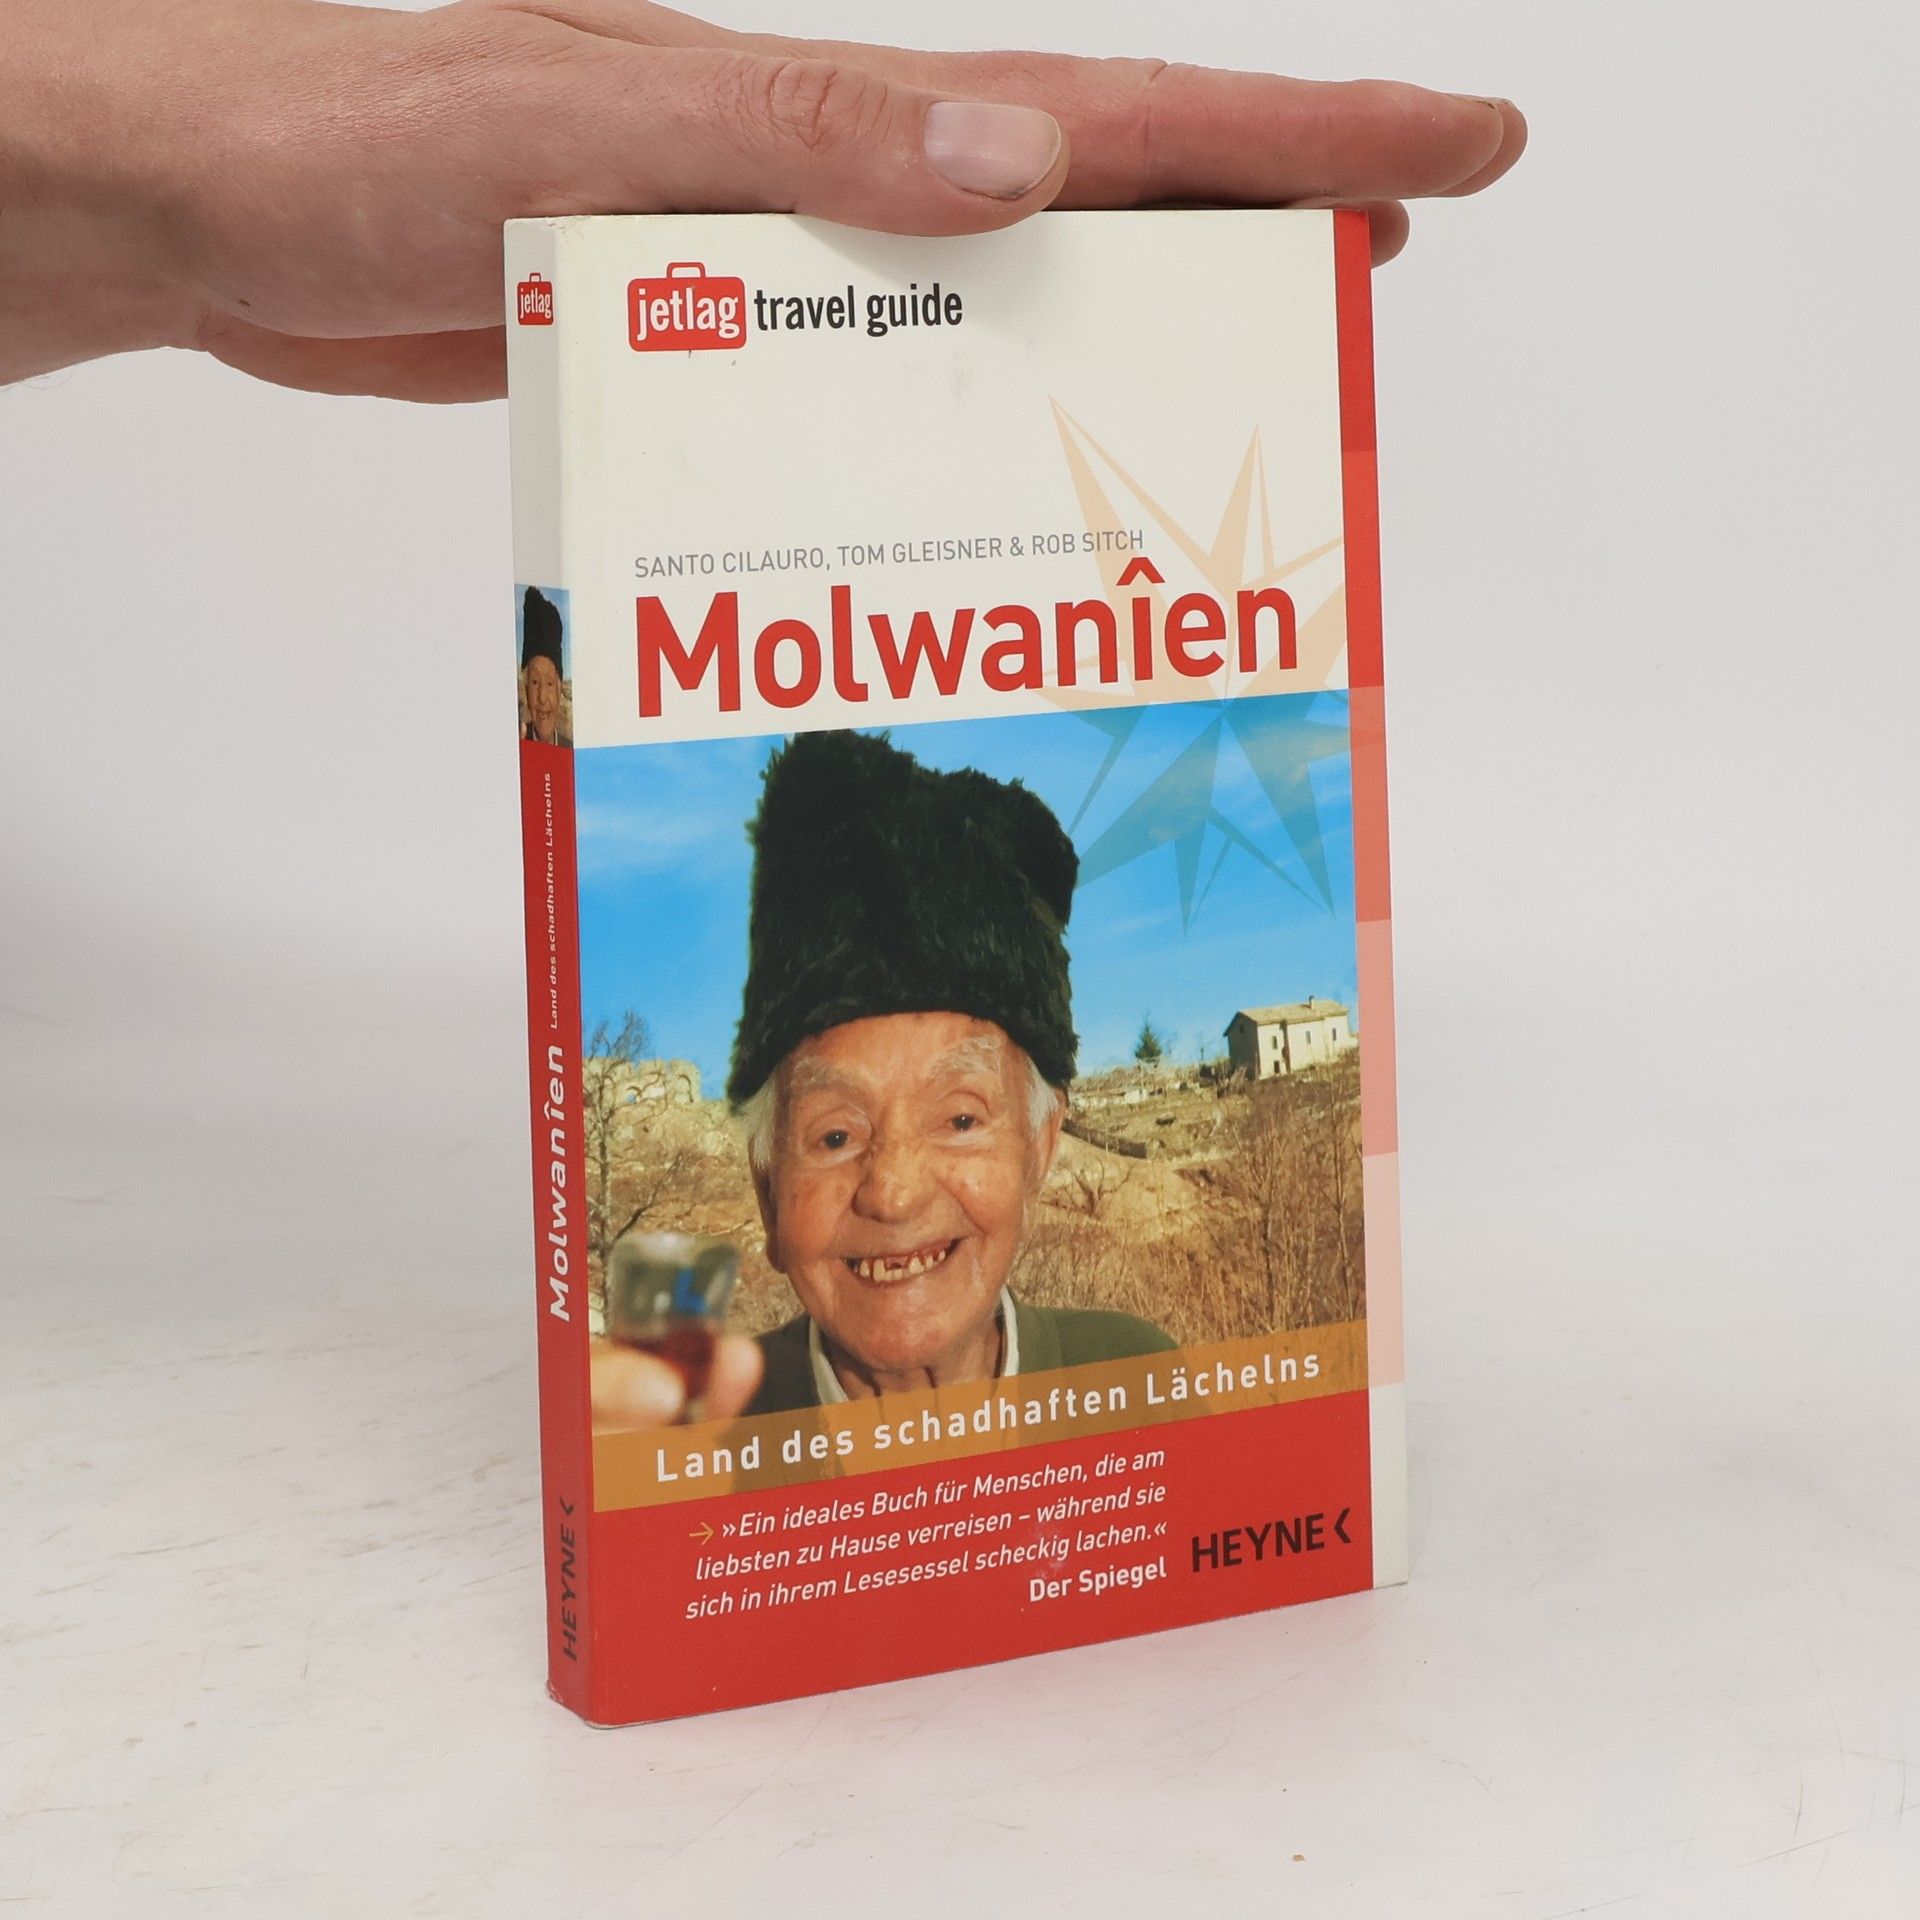 jetlag travel guide
SANTO CILAURO, TOM GLEISNER & ROB SITCH
Molwanîen
Land des schadhaften Lächelns
»Ein ideales Buch für Menschen, die am
liebsten zu Hause verreisen – während sie
sich in ihrem Lesesessel scheckig lachen.«
Der Spiegel
HEYNE<
jetlag
Molwanîen Land des schadhaften Lächelns
HEYNE<